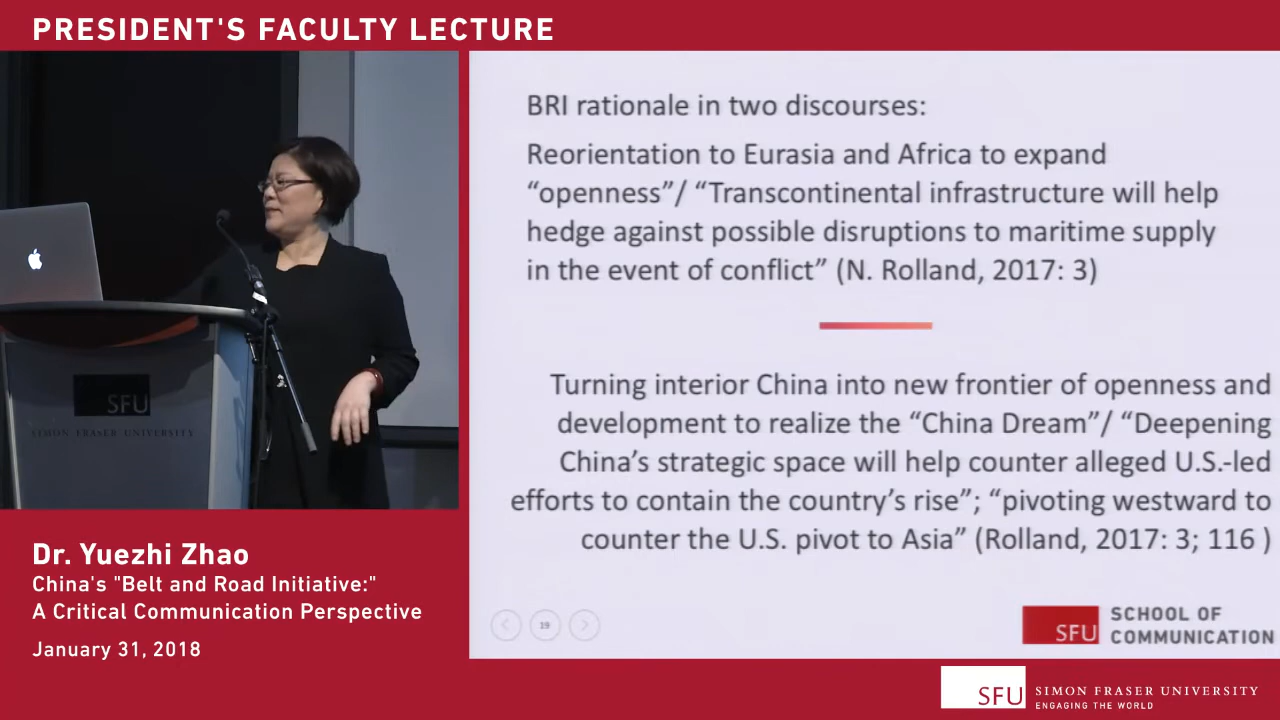 PRESIDENT'S FACULTY LECTURE
BRI rationale in two discourses:
Reorientation to Eurasia and Africa to expand
“openness”/ “Transcontinental infrastructure will help
hedge against possible disruptions to maritime supply
in the event of conflict” (N. Rolland, 2017: 3)
Turning interior China into new frontier of openness and
development to realize the “China Dream”/ “Deepening
China’s strategic space will help counter alleged U.S.-led
efforts to contain the country’s rise”; “pivoting westward to
counter the U.S. pivot to Asia” (Rolland, 2017: 3; 116 )
19
SFU
SCHOOL OF
COMMUNICATION
SFU
SIMON FRASER UNIVERSITY
Dr. Yuezhi Zhao
China's "Belt and Road Initiative:"
A Critical Communication Perspective
January 31, 2018
SFU
SIMON FRASER UNIVERSITY
ENGAGING THE WORLD